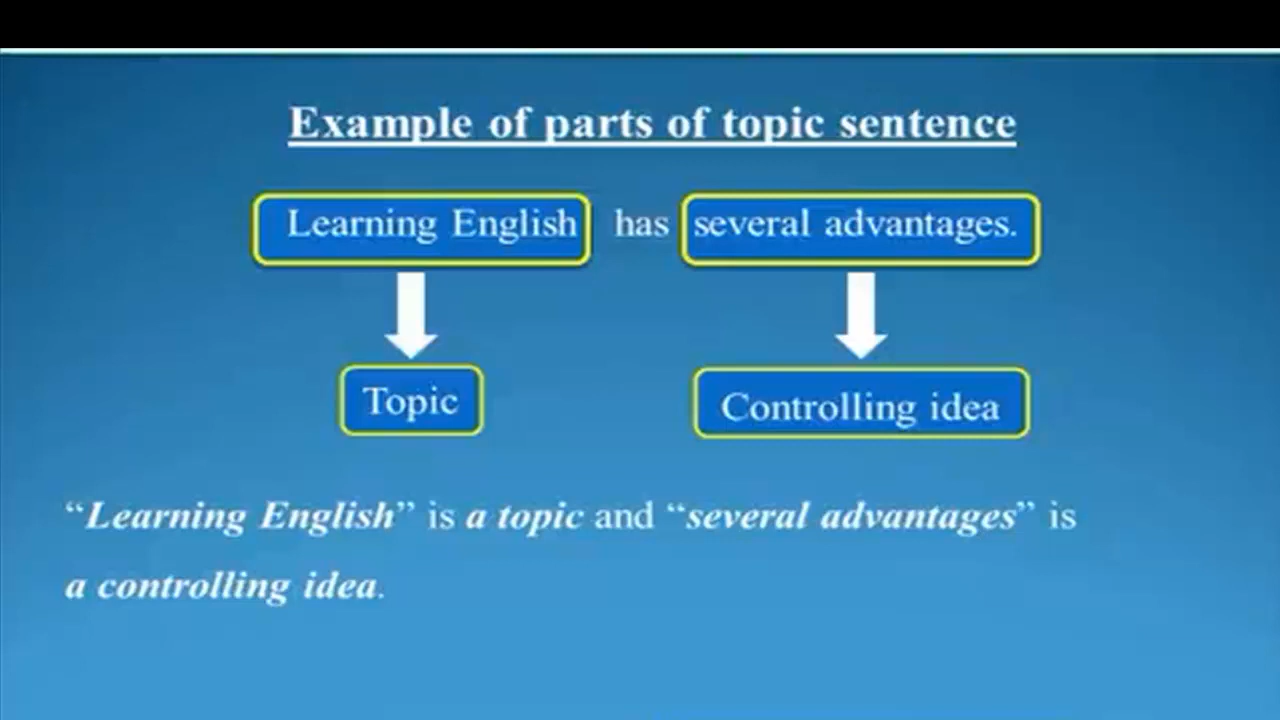 Example of parts of topic sentence
Learning English has several advantages.
Topic
Controlling idea
“Learning English” is a topic and “several advantages” is
a controlling idea.